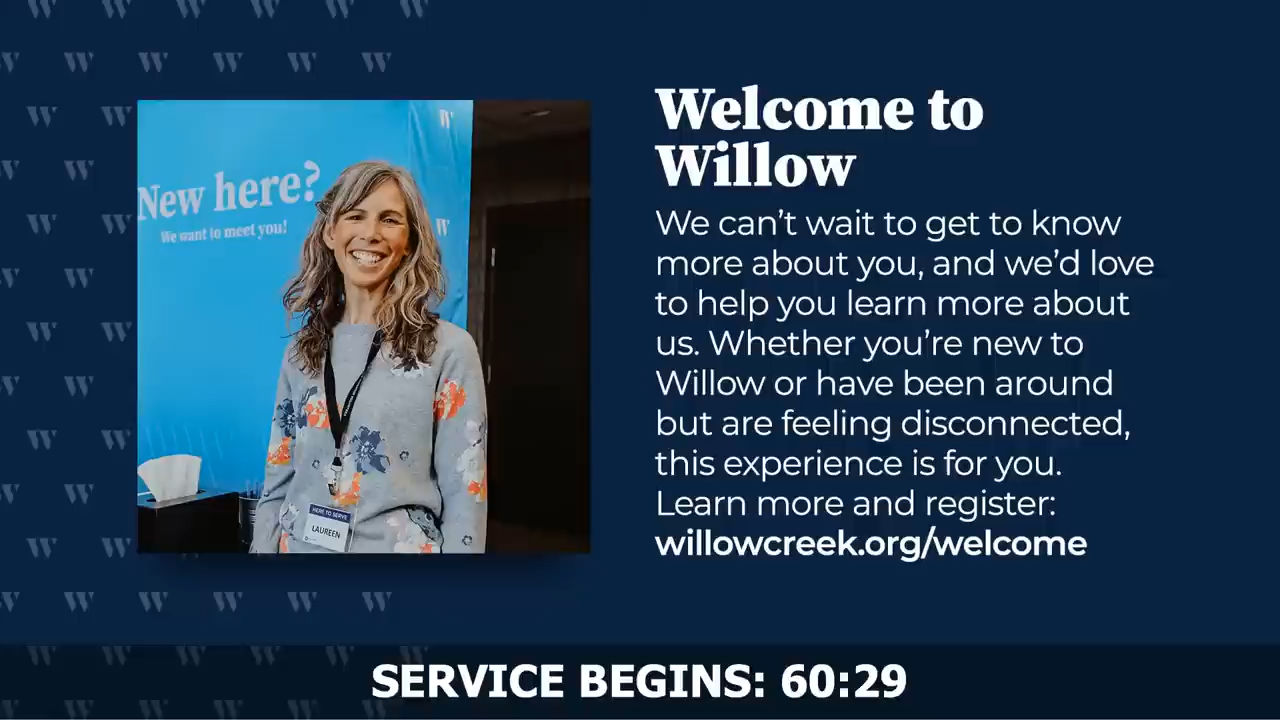 New here?
We want to meet you!
HERE TO SERVE
LAUREEN
Welcome to
Willow
We can’t wait to get to know
more about you, and we’d love
to help you learn more about
us. Whether you’re new to
Willow or have been around
but are feeling disconnected,
this experience is for you.
Learn more and register:
willowcreek.org/welcome
SERVICE BEGINS: 60:29